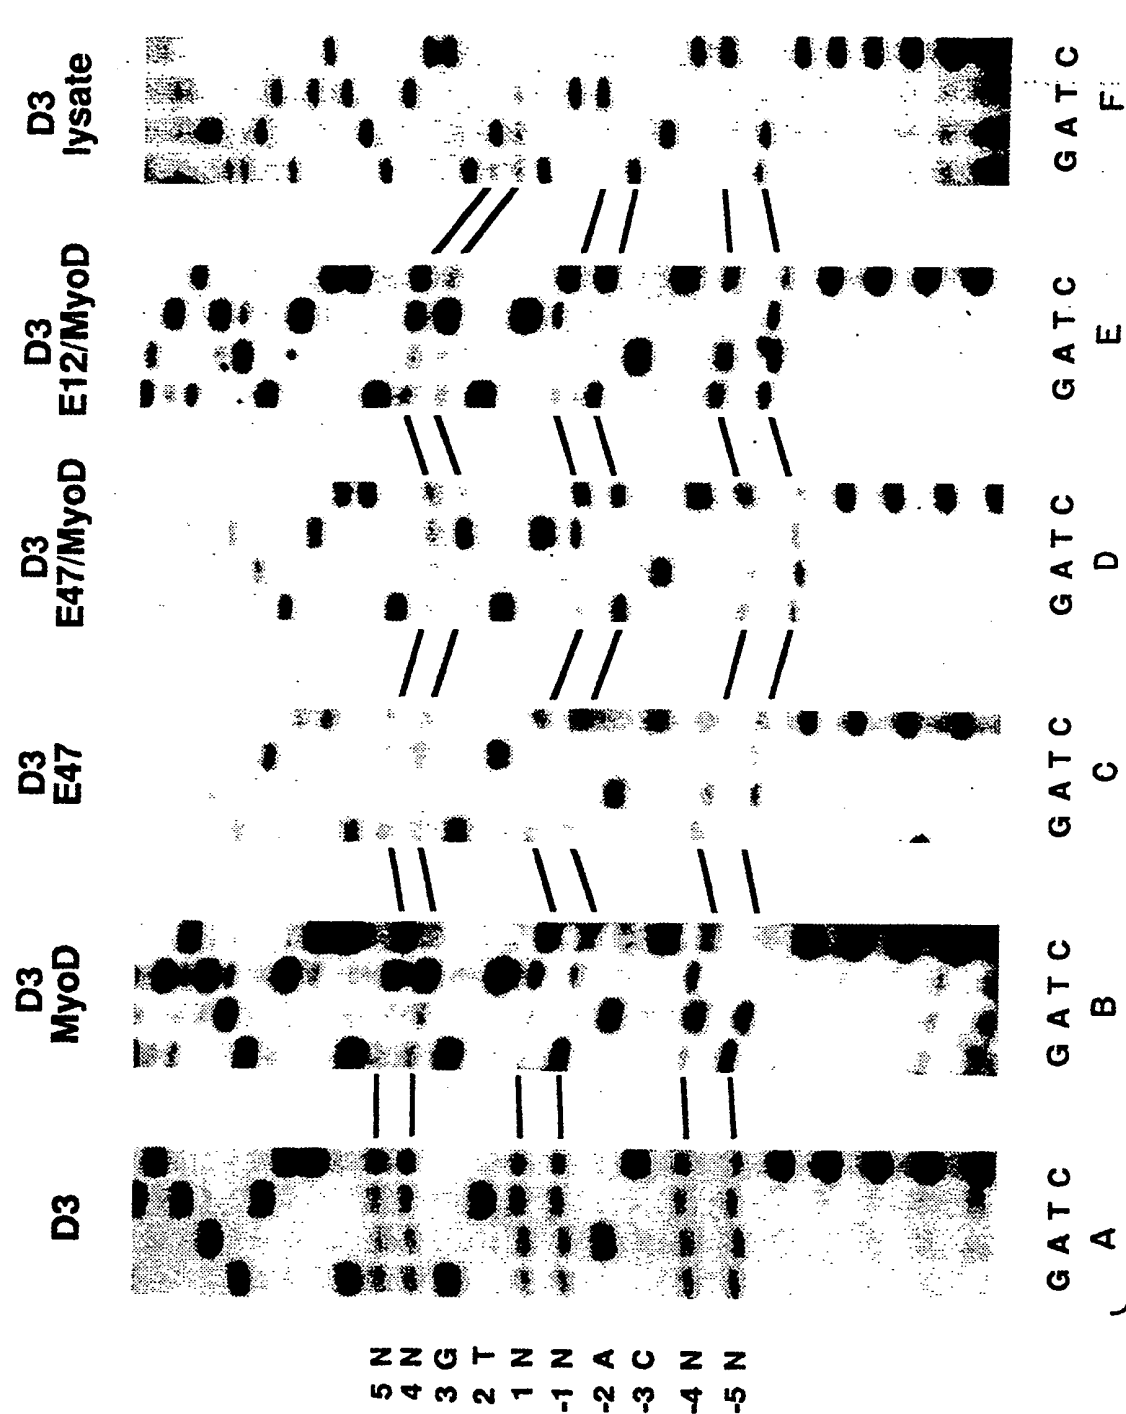 D3
D3
MyoD
D3
E47
D3
E47/MyoD
D3
E12/MyoD
D3
lysate
5 N
4 N
3 G
2 T
1 N
-1 N
-2 A
-3 C
-4 N
-5 N
G A T C G A T C G A T C G A T C G A T C G A T C
A B C D E F